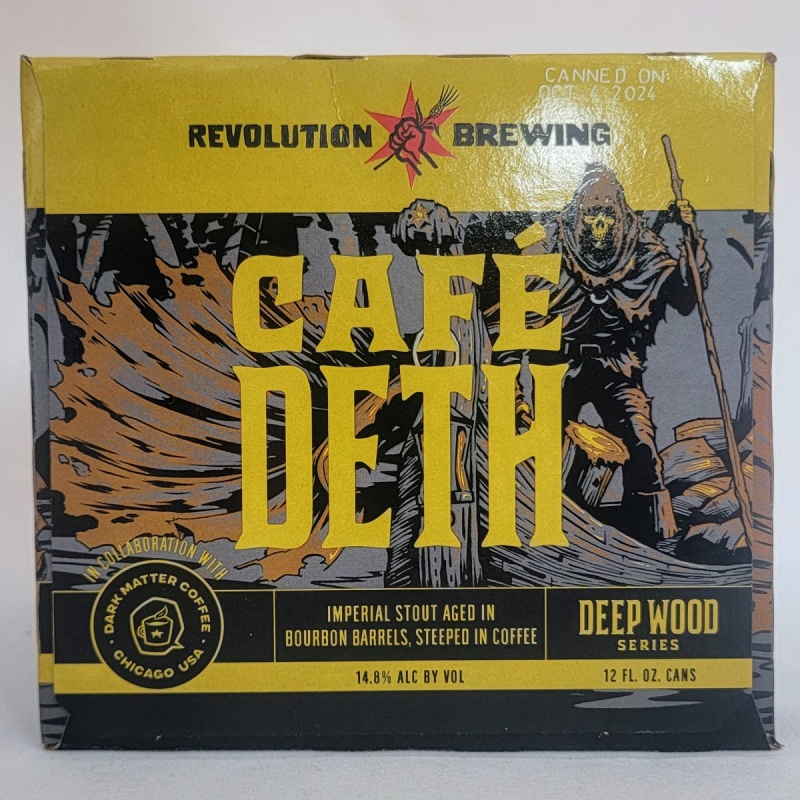 CANNED ON
OCT 4 2024
REVOLUTION BREWING
CAFÉ
DETH
IN COLLABORATION WITH
DARK MATTER COFFEE
CHICAGO USA
IMPERIAL STOUT AGED IN
BOURBON BARRELS, STEEPED IN COFFEE
DEEP WOOD
SERIES
14.8% ALC BY VOL
12 FL. OZ. CANS